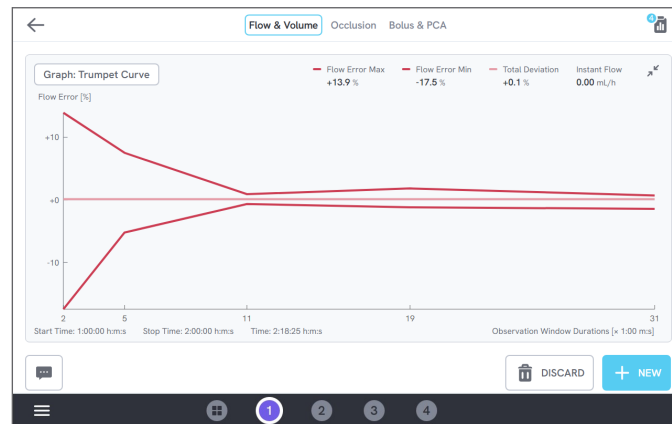 Flow & Volume Occlusion Bolus & PCA
4
Graph: Trumpet Curve
Flow Error Max Flow Error Min Total Deviation Instant Flow
+13.9 % -17.5 % +0.1 % 0.00 mL/h
Flow Error [%]
+10
+0
-10
2 5 11 19 31
Start Time: 1:00:00 h:m:s Stop Time: 2:00:00 h:m:s Time: 2:18:25 h:m:s Observation Window Durations [× 1:00 m:s]
DISCARD + NEW
1 2 3 4